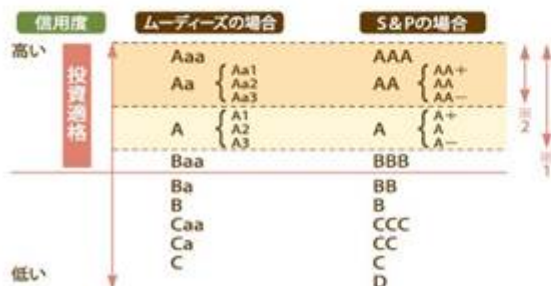 信用度 ムーディーズの場合 S&Pの場合
高い
投資適格
Aaa AAA
Aa { Aa1 Aa2 Aa3 AA { AA+ AA AA−
A { A1 A2 A3 A { A+ A A−
Baa BBB
Ba BB
B B
Caa CCC
Ca CC
C C
低い D
※2
※1